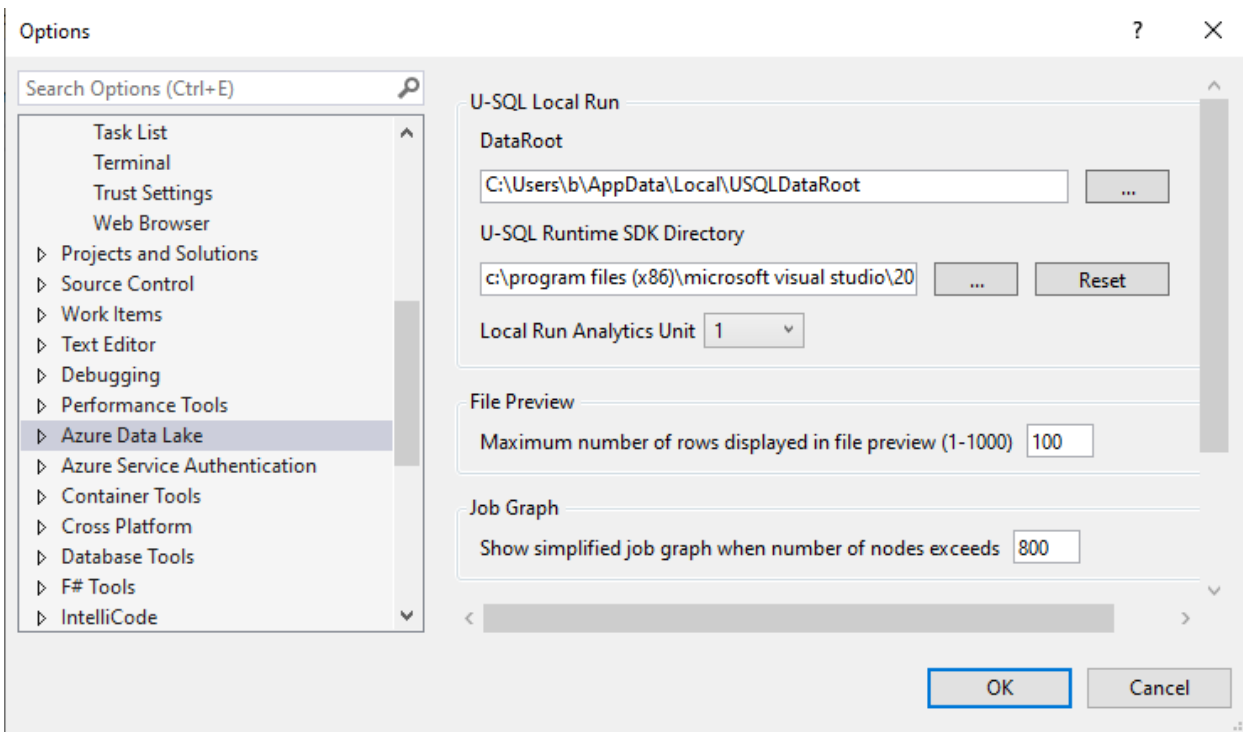 Options
?
Search Options (Ctrl+E)
Task List
Terminal
Trust Settings
Web Browser
Projects and Solutions
Source Control
Work Items
Text Editor
Debugging
Performance Tools
Azure Data Lake
Azure Service Authentication
Container Tools
Cross Platform
Database Tools
F# Tools
IntelliCode
U-SQL Local Run
DataRoot
C:\Users\b\AppData\Local\USQLDataRoot
...
U-SQL Runtime SDK Directory
c:\program files (x86)\microsoft visual studio\20
...
Reset
Local Run Analytics Unit 1
File Preview
Maximum number of rows displayed in file preview (1-1000) 100
Job Graph
Show simplified job graph when number of nodes exceeds 800
OK
Cancel